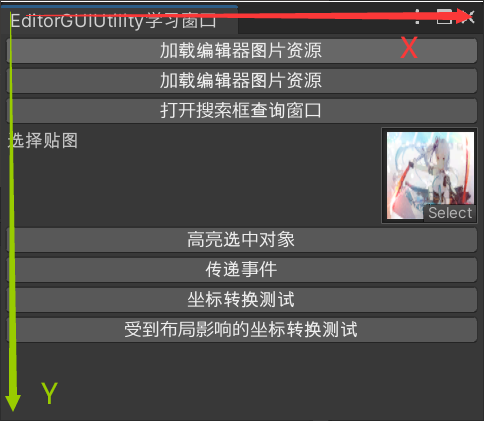 EditorGUIUtility学习窗口
X
加载编辑器图片资源
加载编辑器图片资源
打开搜索框查询窗口
选择贴图
Select
高亮选中对象
传递事件
坐标转换测试
受到布局影响的坐标转换测试
Y